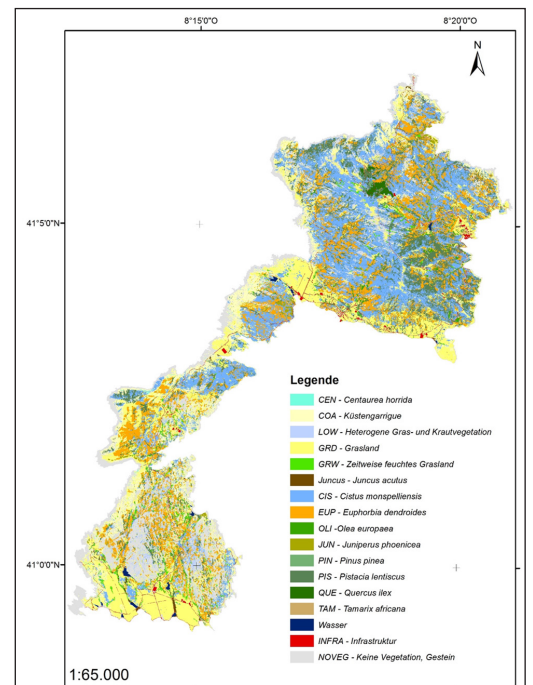 8°15'0"O
8°20'0"O
N
41°5'0"N
41°0'0"N
Legende
CEN - Centaurea horrida
COA - Küstengarrigue
LOW - Heterogene Gras- und Krautvegetation
GRD - Grasland
GRW - Zeitweise feuchtes Grasland
Juncus - Juncus acutus
CIS - Cistus monspelliensis
EUP - Euphorbia dendroides
OLI -Olea europaea
JUN - Juniperus phoenicea
PIN - Pinus pinea
PIS - Pistacia lentiscus
QUE - Quercus ilex
TAM - Tamarix africana
Wasser
INFRA - Infrastruktur
NOVEG - Keine Vegetation, Gestein
1:65.000